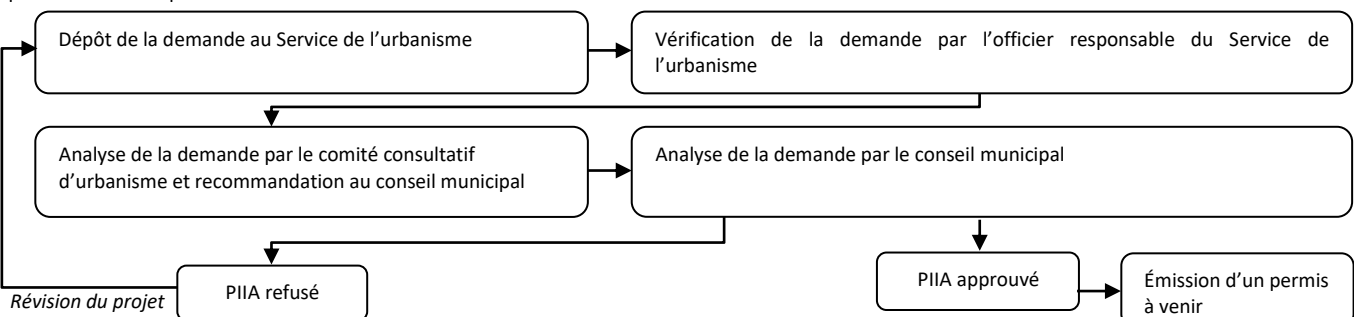 Dépôt de la demande au Service de l’urbanisme
Vérification de la demande par l’officier responsable du Service de
l’urbanisme
Analyse de la demande par le comité consultatif
d’urbanisme et recommandation au conseil municipal
Analyse de la demande par le conseil municipal
PIIA refusé
Révision du projet
PIIA approuvé
Émission d’un permis
à venir